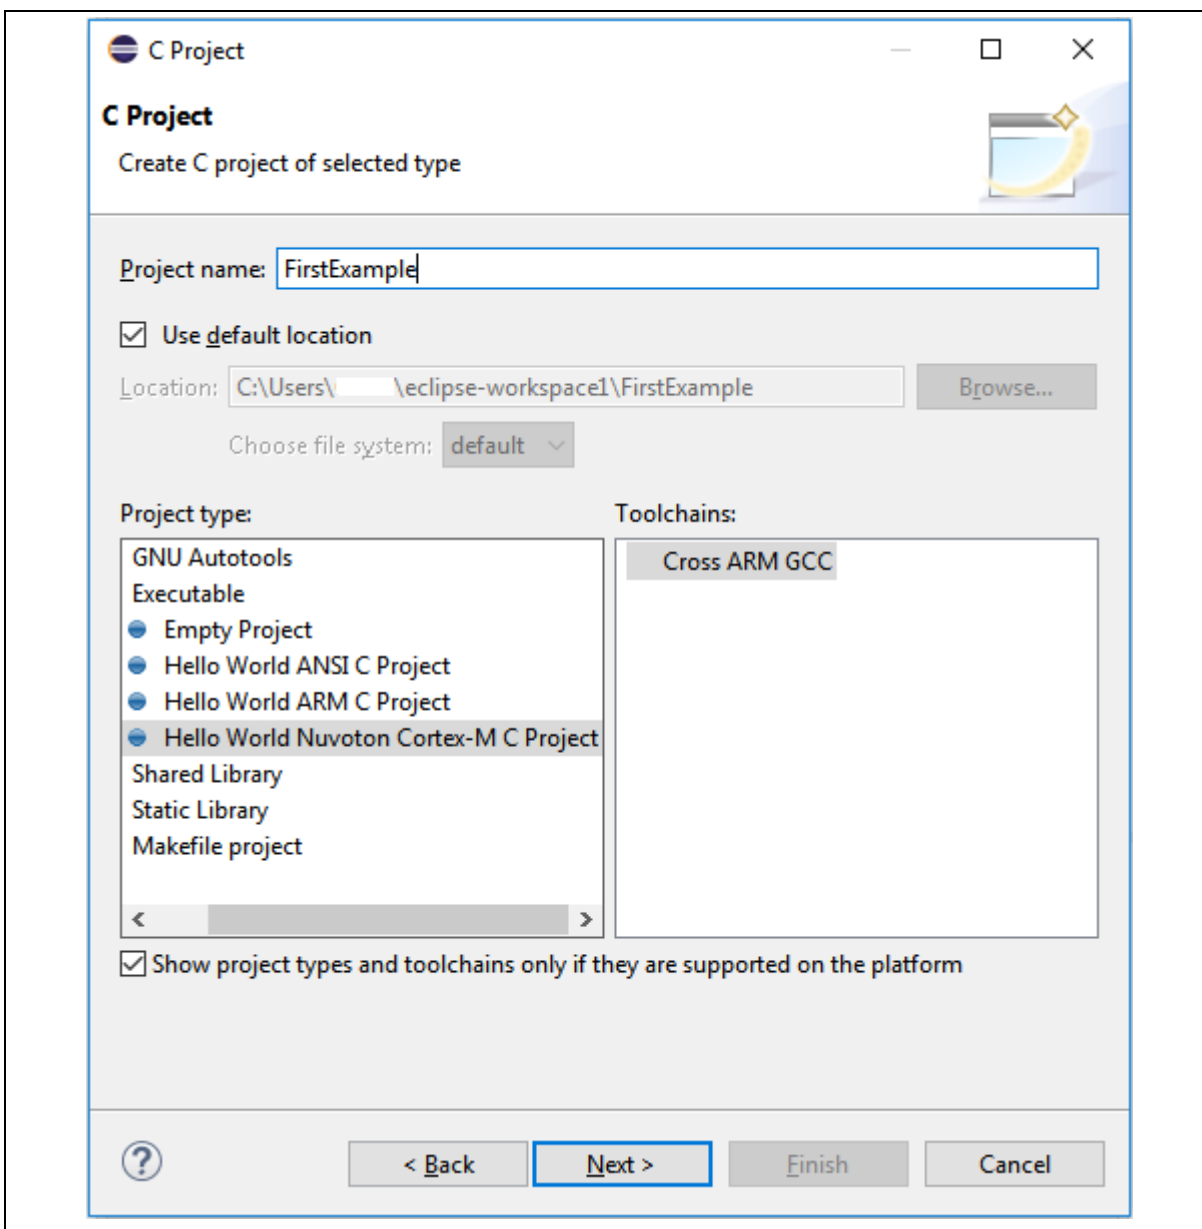 C Project
C Project
Create C project of selected type
Project name: FirstExample
Use default location
Location: C:\Users\ \eclipse-workspace1\FirstExample Browse...
Choose file system: default
Project type: Toolchains:
GNU Autotools Cross ARM GCC
Executable
Empty Project
Hello World ANSI C Project
Hello World ARM C Project
Hello World Nuvoton Cortex-M C Project
Shared Library
Static Library
Makefile project
Show project types and toolchains only if they are supported on the platform
? < Back Next > Finish Cancel